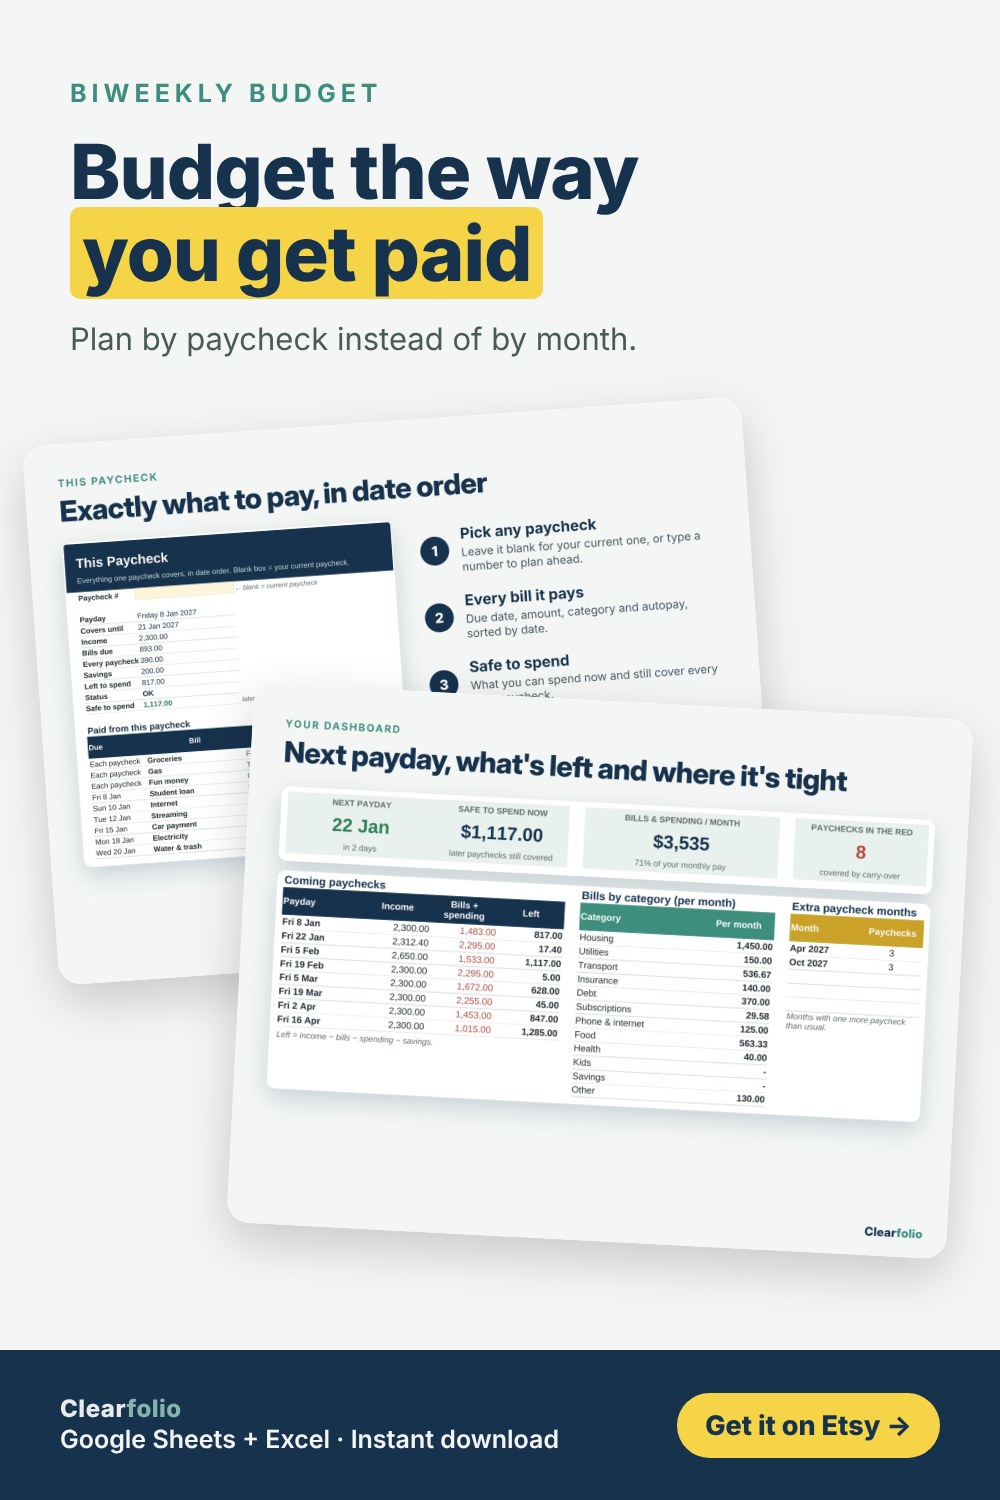 BIWEEKLY BUDGET
Budget the way
you get paid
Plan by paycheck instead of by month.
THIS PAYCHECK
Exactly what to pay, in date order
This Paycheck
Everything one paycheck covers, in date order. Blank box = your current paycheck.
Paycheck #
← blank = current paycheck
Payday Friday 8 Jan 2027
Covers until 21 Jan 2027
Income 2,300.00
Bills due 893.00
Every paycheck 390.00
Savings 200.00
Left to spend 817.00
Status OK
Safe to spend 1,117.00
later
Paid from this paycheck
Due Bill
Each paycheck Groceries
Each paycheck Gas
Each paycheck Fun money
Fri 8 Jan Student loan
Sun 10 Jan Internet
Tue 12 Jan Streaming
Fri 15 Jan Car payment
Mon 18 Jan Electricity
Wed 20 Jan Water & trash
1 Pick any paycheck
Leave it blank for your current one, or type a
number to plan ahead.
2 Every bill it pays
Due date, amount, category and autopay,
sorted by date.
3 Safe to spend
What you can spend now and still cover every
YOUR DASHBOARD
Next payday, what's left and where it's tight
NEXT PAYDAY
22 Jan
in 2 days
SAFE TO SPEND NOW
$1,117.00
later paychecks still covered
BILLS & SPENDING / MONTH
$3,535
71% of your monthly pay
PAYCHECKS IN THE RED
8
covered by carry-over
Coming paychecks
Payday Income Bills + spending Left
Fri 8 Jan 2,300.00 1,483.00 817.00
Fri 22 Jan 2,312.40 2,295.00 17.40
Fri 5 Feb 2,650.00 1,533.00 1,117.00
Fri 19 Feb 2,300.00 2,295.00 5.00
Fri 5 Mar 2,300.00 1,672.00 628.00
Fri 19 Mar 2,300.00 2,255.00 45.00
Fri 2 Apr 2,300.00 1,453.00 847.00
Fri 16 Apr 2,300.00 1,015.00 1,285.00
Left = income − bills − spending − savings.
Bills by category (per month)
Category Per month
Housing 1,450.00
Utilities 150.00
Transport 536.67
Insurance 140.00
Debt 370.00
Subscriptions 29.58
Phone & internet 125.00
Food 563.33
Health 40.00
Kids -
Savings -
Other 130.00
Extra paycheck months
Month Paychecks
Apr 2027 3
Oct 2027 3
Months with one more paycheck
than usual.
Clearfolio
Clearfolio
Google Sheets + Excel · Instant download
Get it on Etsy →